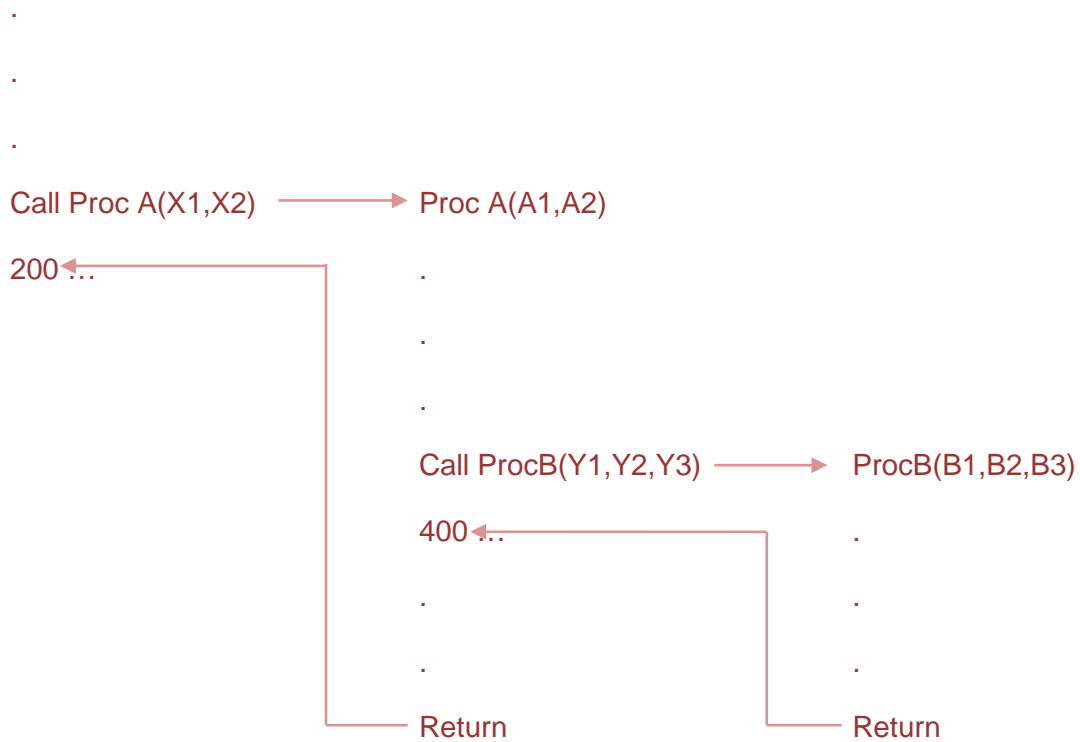 .
.
.
Call Proc A(X1,X2) Proc A(A1,A2)
200 … .
.
.
Call ProcB(Y1,Y2,Y3) ProcB(B1,B2,B3)
400 … .
. .
. .
Return Return